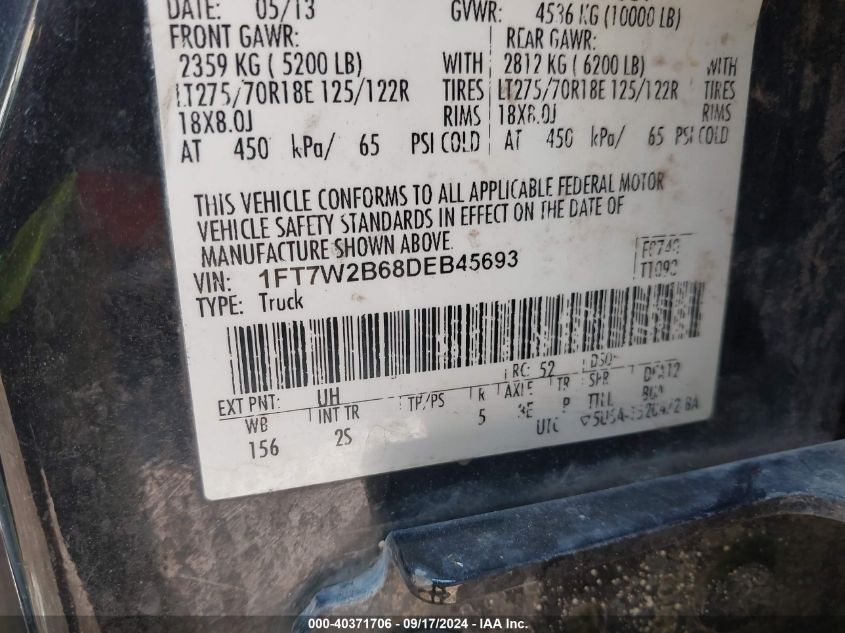 DATE: 05/13 GVWR: 4536 KG (10000 LB)
FRONT GAWR: REAR GAWR:
2359 KG ( 5200 LB) WITH 2812 KG ( 6200 LB) WITH
LT275/70R18E 125/122R TIRES LT275/70R18E 125/122R TIRES
18X8.0J RIMS 18X8.0J RIMS
AT 450 kPa/ 65 PSI COLD AT 450 kPa/ 65 PSI COLD
THIS VEHICLE CONFORMS TO ALL APPLICABLE FEDERAL MOTOR
VEHICLE SAFETY STANDARDS IN EFFECT ON THE DATE OF
MANUFACTURE SHOWN ABOVE.
VIN: 1FT7W2B68DEB45693
TYPE: Truck
EXT PNT: UH RC: 52
WB INT TR TP/PS R AXLE TR SPR
156 2S 5
UTC
000-40371706 - 09/17/2024 - IAA Inc.